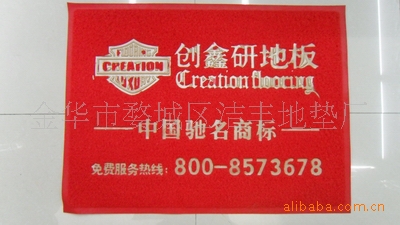 创鑫研地板
CREATION
Creation flooring
金华市婺城区洁丰地垫厂
中国驰名商标
免费服务热线：800-8573678
alibaba.com.cn